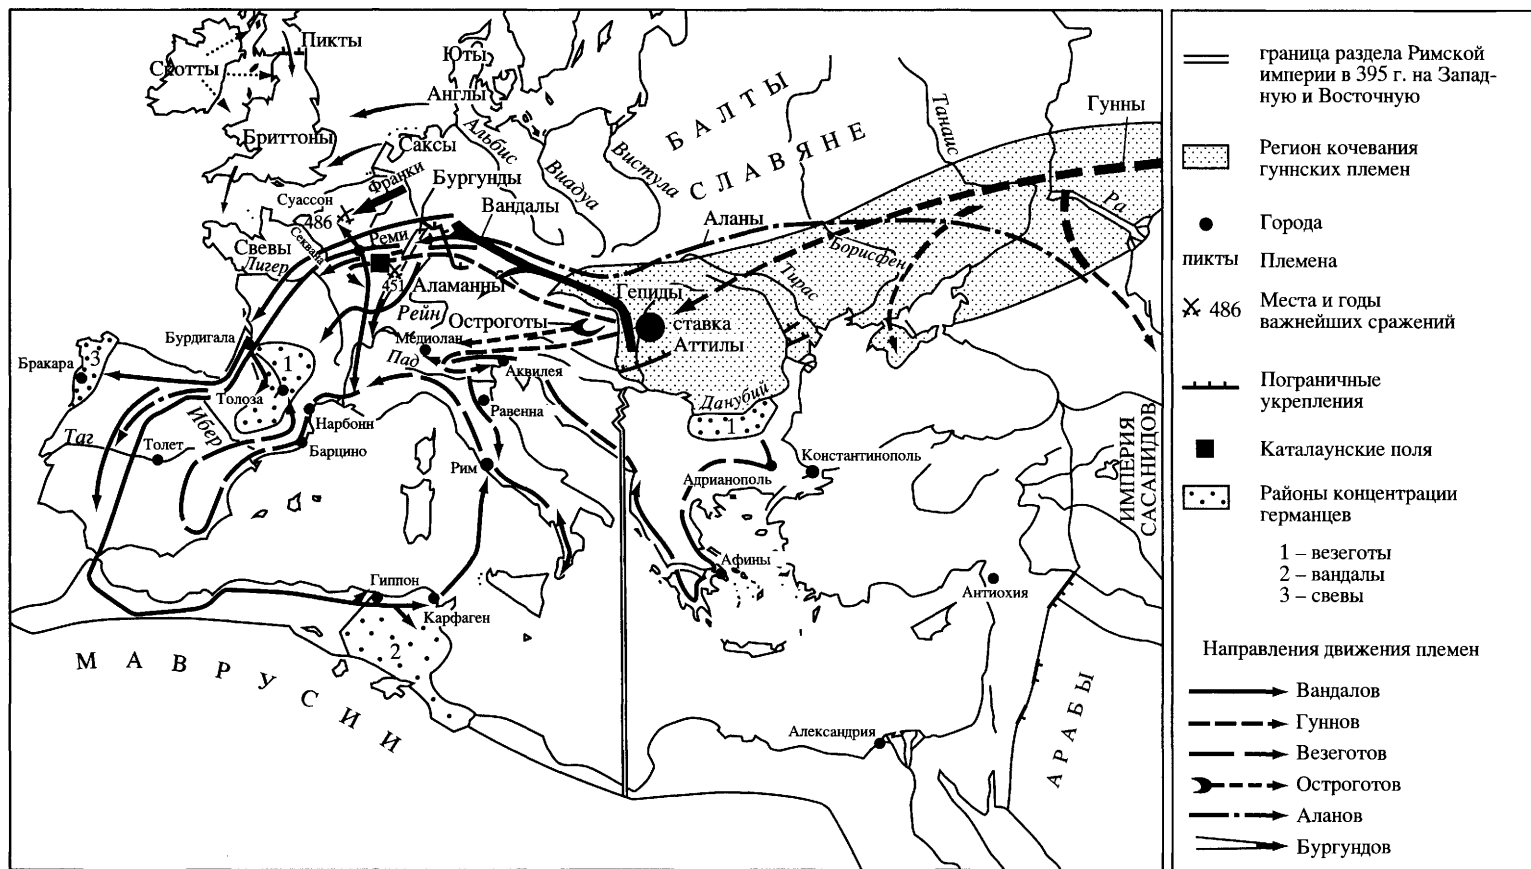 Пикты
Скотты
Юты
Англы
Бриттоны
Саксы
Альбис
Франки
Бургунды
Виадуа
Вистула
БАЛТЫ
СЛАВЯНЕ
Танаис
Гунны
Ра
Суассон
486
Вандалы
Аланы
Борисфен
Свевы
Реми
Секвана
Лигер
451
Аламанны
Рейн
Гепиды
Тирас
Остроготы
ставка
Аттилы
Бурдигала
Медиолан
Пад
Аквилея
Бракара
3
1
Толоза
Данубий
1
Равенна
Ибер
Нарбонн
Таг
Толет
Барцино
Рим
Адрианополь
Константинополь
ИМПЕРИЯ
САСАНИДОВ
Афины
Гиппон
Карфаген
Антиохия
2
МАВРУСИИ
Александрия
АРАБЫ
граница раздела Римской
империи в 395 г. на Запад-
ную и Восточную
Регион кочевания
гуннских племен
Города
пикты Племена
486 Места и годы
важнейших сражений
Пограничные
укрепления
Каталаунские поля
Районы концентрации
германцев
1 – везеготы
2 – вандалы
3 – свевы
Направления движения племен
Вандалов
Гуннов
Везеготов
Остроготов
Аланов
Бургундов